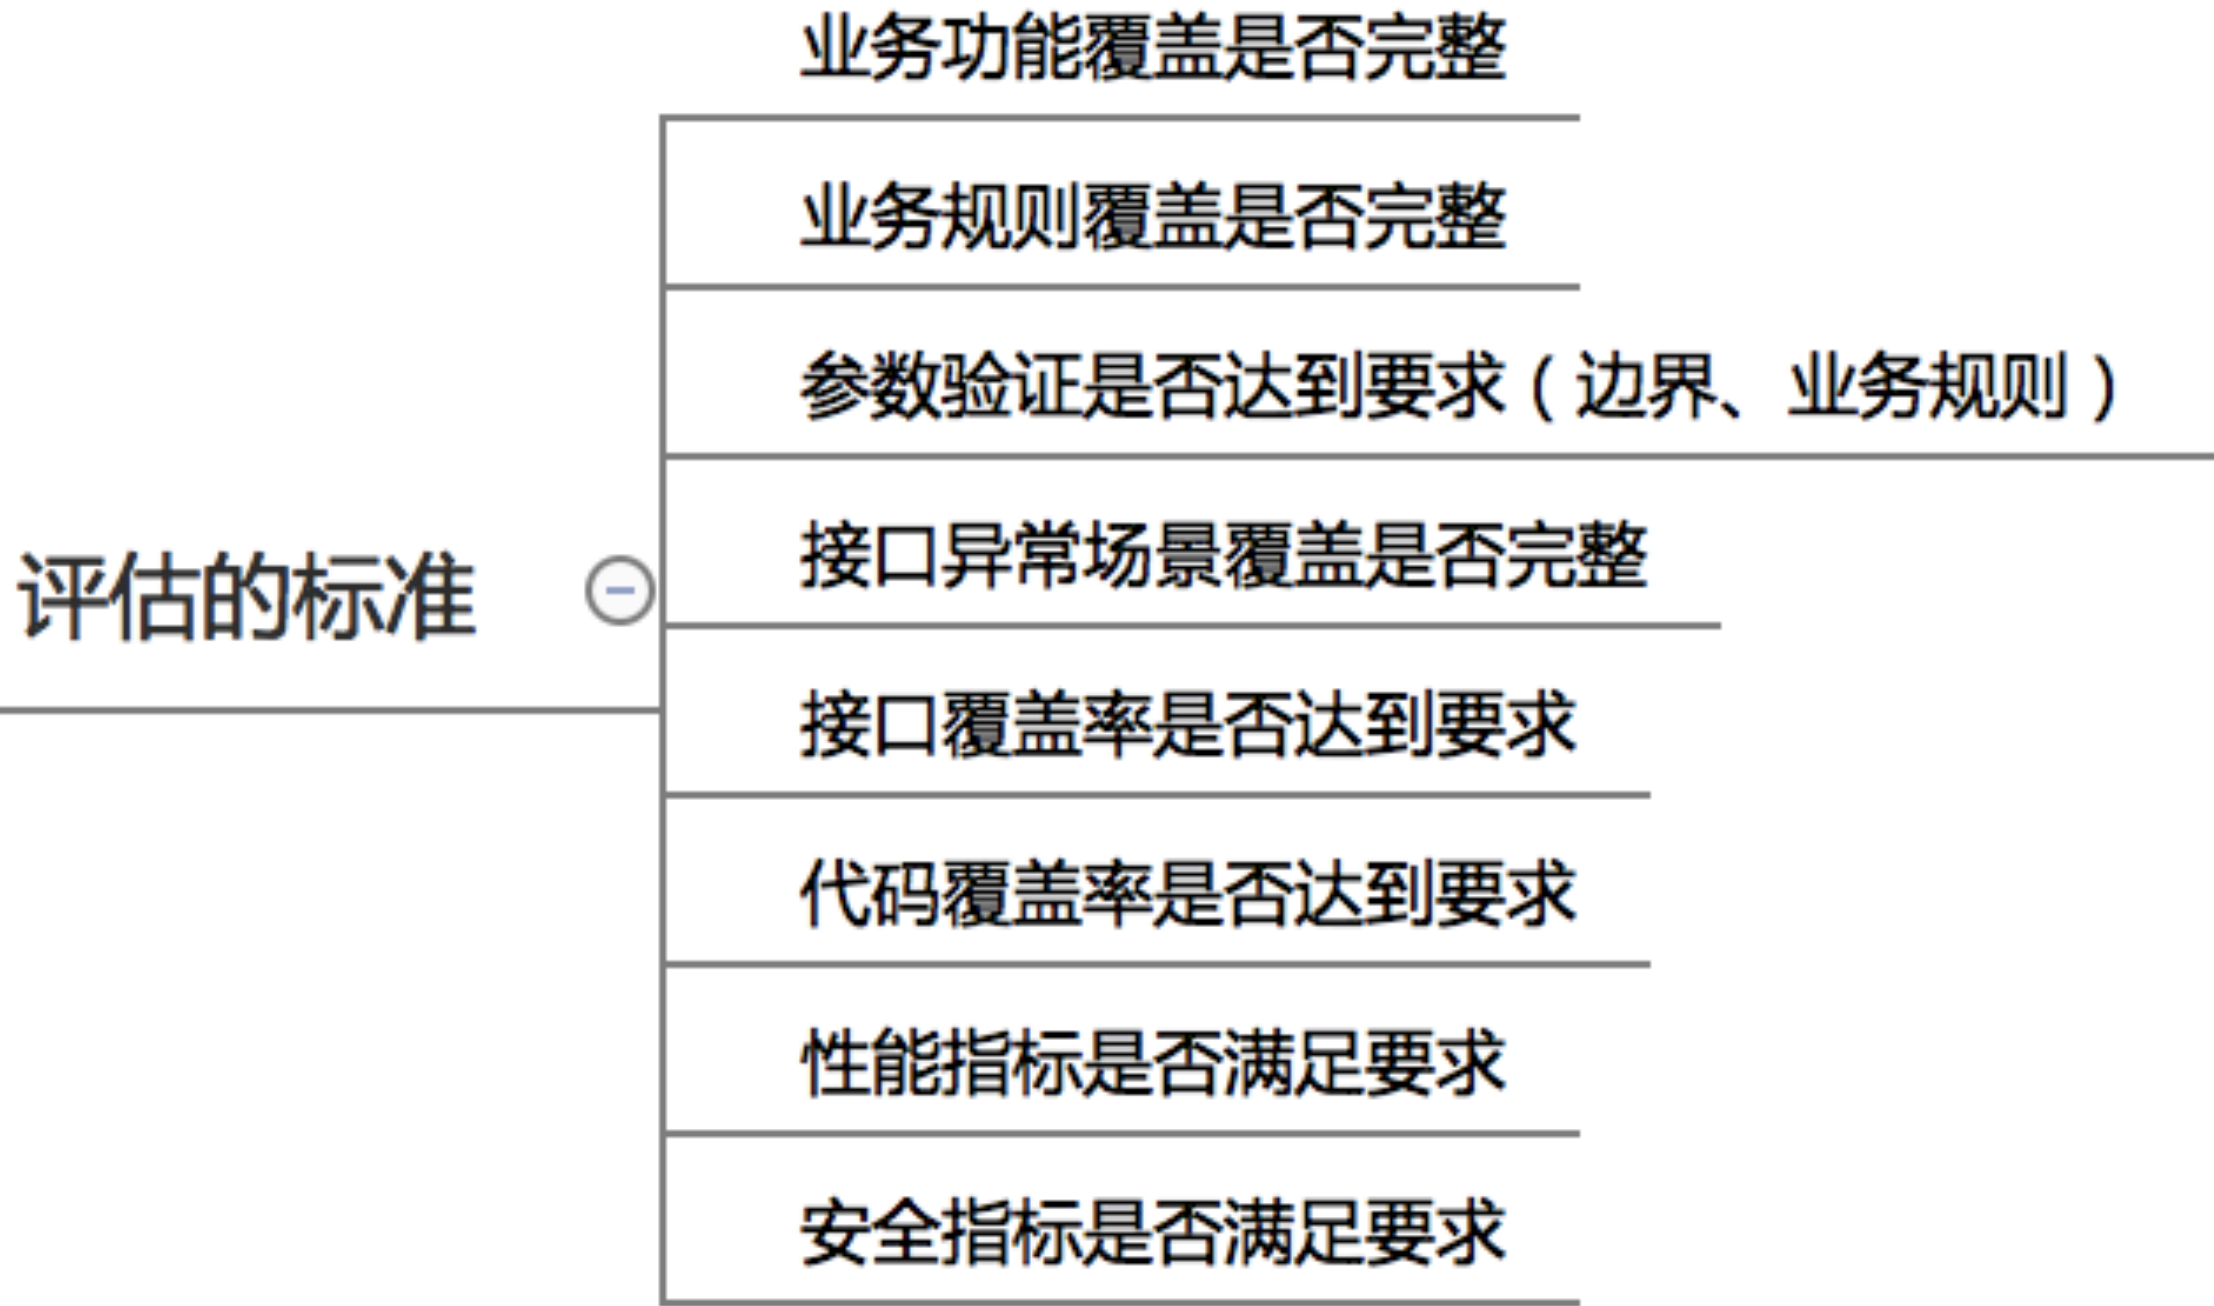 评估的标准
业务功能覆盖是否完整
业务规则覆盖是否完整
参数验证是否达到要求（边界、业务规则）
接口异常场景覆盖是否完整
接口覆盖率是否达到要求
代码覆盖率是否达到要求
性能指标是否满足要求
安全指标是否满足要求